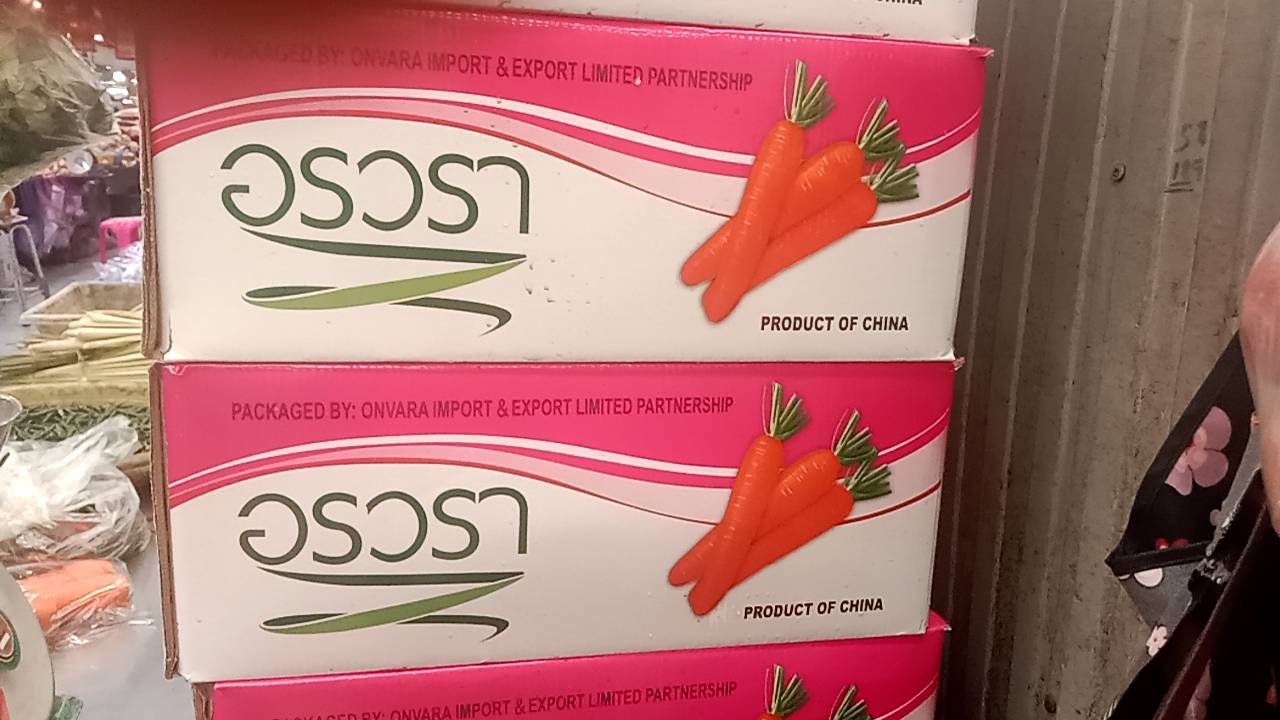 PACKAGED BY: ONVARA IMPORT & EXPORT LIMITED PARTNERSHIP
อรวรา
PRODUCT OF CHINA
PACKAGED BY: ONVARA IMPORT & EXPORT LIMITED PARTNERSHIP
อรวรา
PRODUCT OF CHINA
PACKAGED BY: ONVARA IMPORT & EXPORT LIMITED PARTNERSHIP